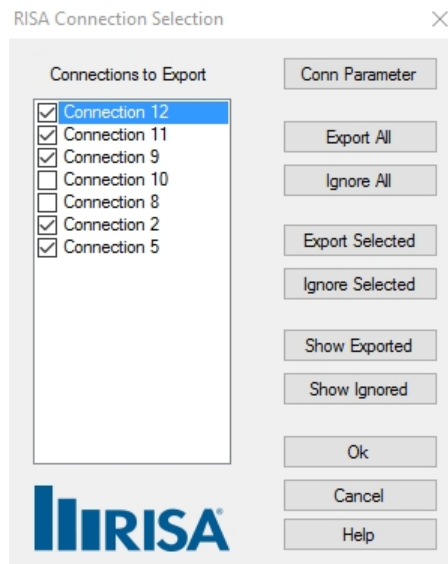 RISA Connection Selection
Connections to Export
Connection 12
Connection 11
Connection 9
Connection 10
Connection 8
Connection 2
Connection 5
Conn Parameter
Export All
Ignore All
Export Selected
Ignore Selected
Show Exported
Show Ignored
Ok
Cancel
Help
RISA